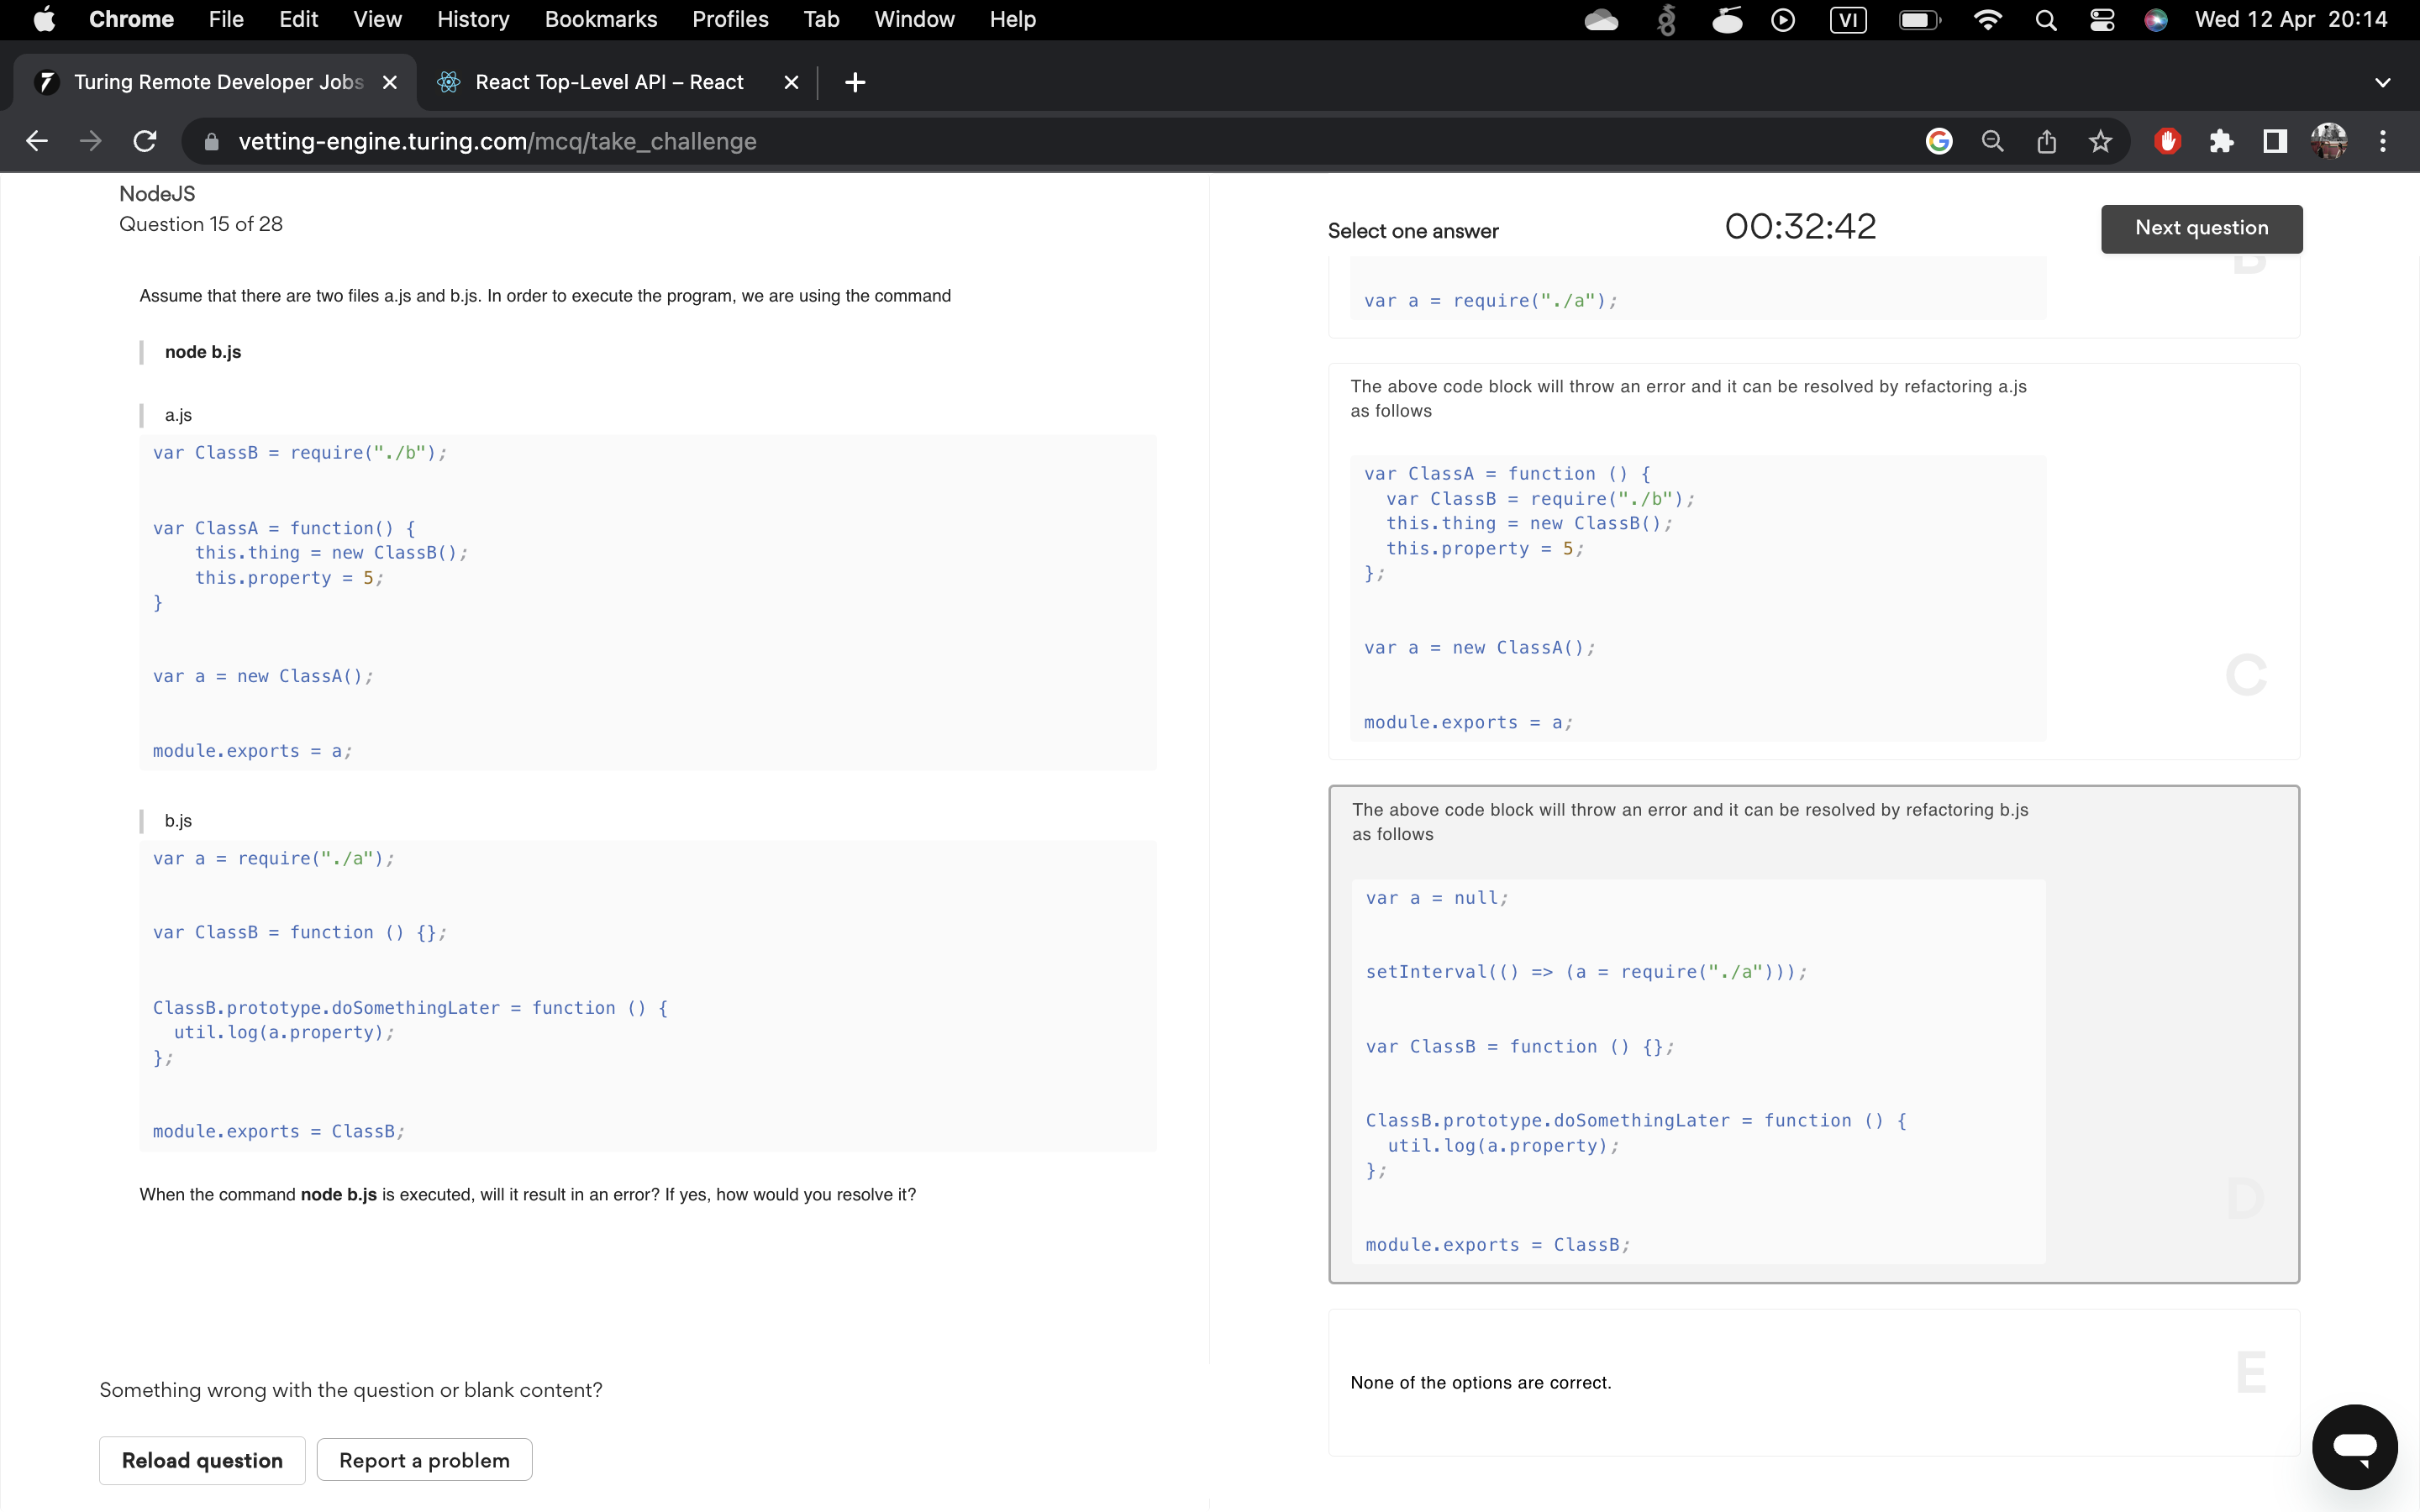 Chrome File Edit View History Bookmarks Profiles Tab Window Help VI Wed 12 Apr 20:14
Turing Remote Developer Jobs React Top-Level API – React
vetting-engine.turing.com/mcq/take_challenge
NodeJS
Question 15 of 28
Assume that there are two files a.js and b.js. In order to execute the program, we are using the command
node b.js
a.js
var ClassB = require("./b");
var ClassA = function() {
this.thing = new ClassB();
this.property = 5;
}
var a = new ClassA();
module.exports = a;
b.js
var a = require("./a");
var ClassB = function () {};
ClassB.prototype.doSomethingLater = function () {
util.log(a.property);
};
module.exports = ClassB;
When the command node b.js is executed, will it result in an error? If yes, how would you resolve it?
Something wrong with the question or blank content?
Reload question Report a problem
Select one answer 00:32:42 Next question
B
var a = require("./a");
The above code block will throw an error and it can be resolved by refactoring a.js
as follows
var ClassA = function () {
var ClassB = require("./b");
this.thing = new ClassB();
this.property = 5;
};
var a = new ClassA();
C
module.exports = a;
The above code block will throw an error and it can be resolved by refactoring b.js
as follows
var a = null;
setInterval(() => (a = require("./a")));
var ClassB = function () {};
ClassB.prototype.doSomethingLater = function () {
util.log(a.property);
};
D
module.exports = ClassB;
E
None of the options are correct.